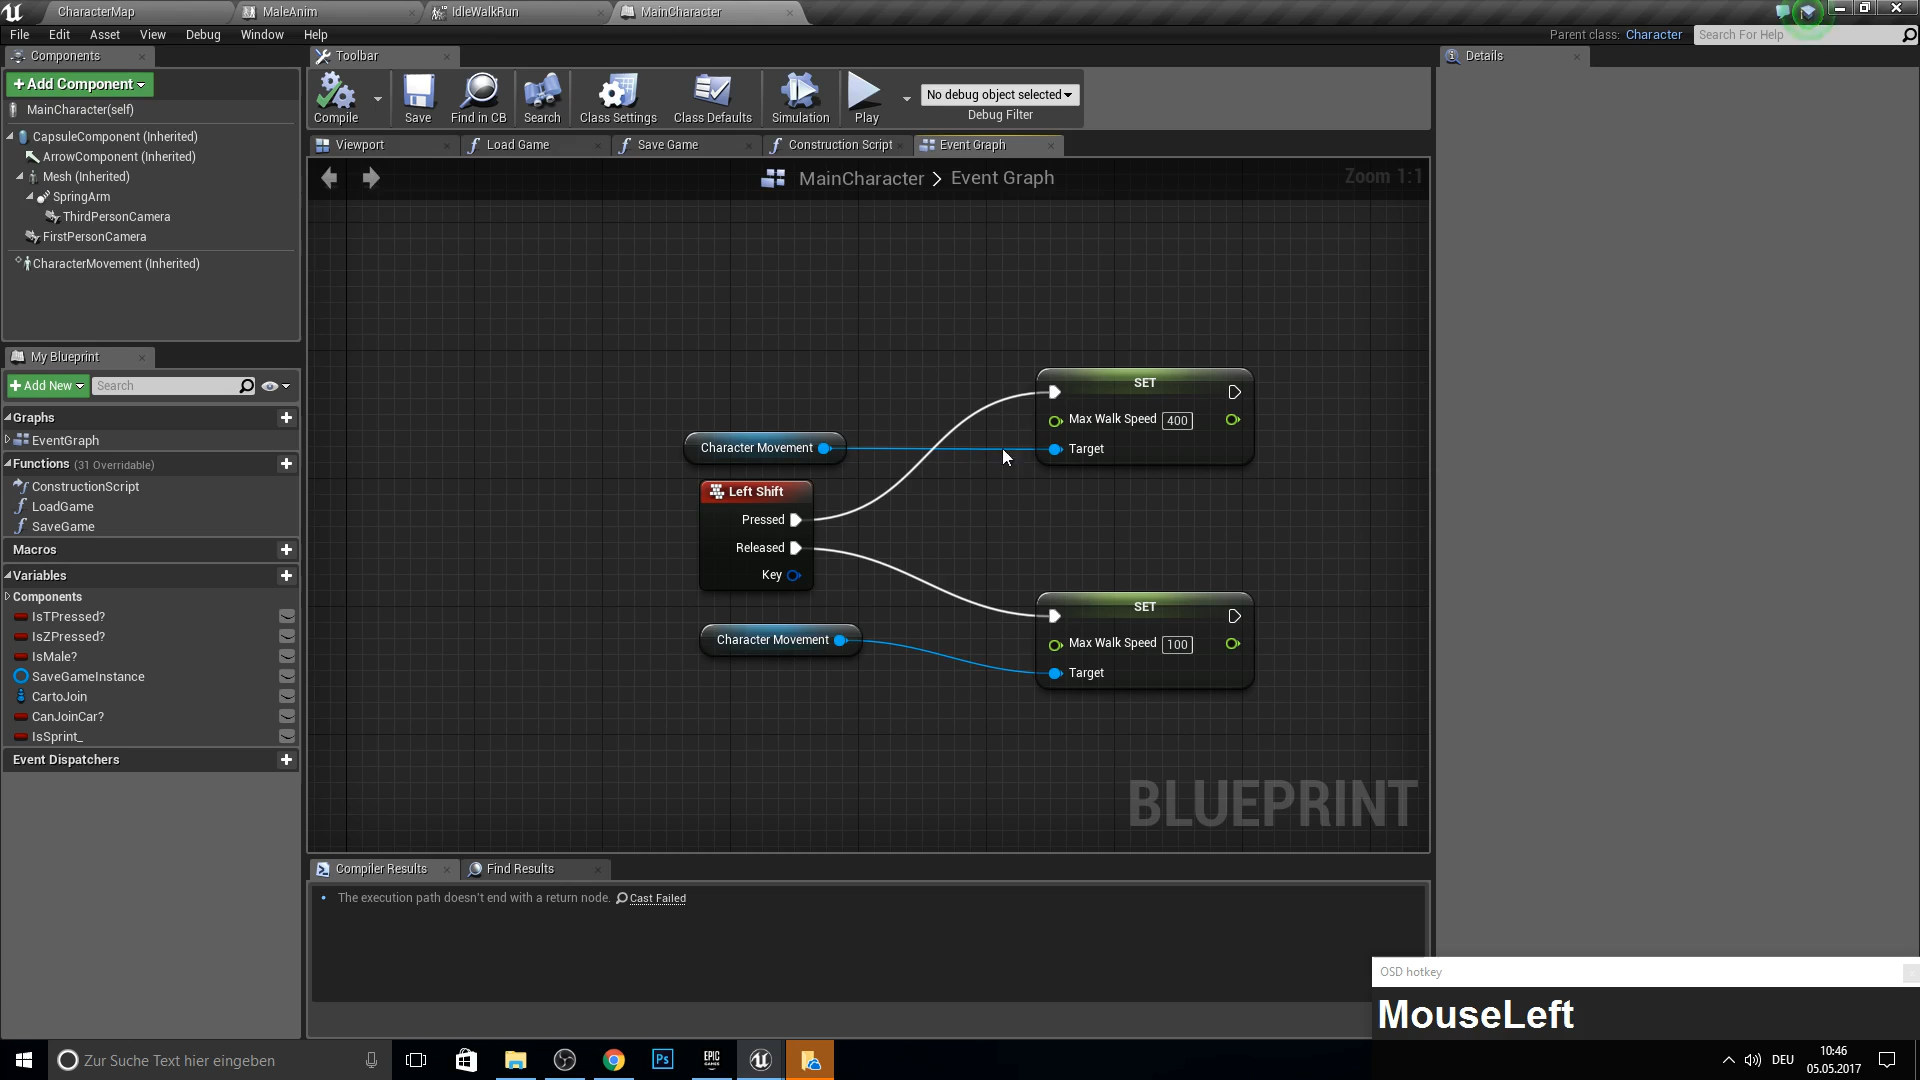 CharacterMap
MaleAnim
IdleWalkRun
MainCharacter
File Edit Asset View Debug Window Help
Parent class: Character
Search For Help
Components
Toolbar
Details
+ Add Component
MainCharacter(self)
CapsuleComponent (Inherited)
ArrowComponent (Inherited)
Mesh (Inherited)
SpringArm
ThirdPersonCamera
FirstPersonCamera
CharacterMovement (Inherited)
Compile Save Find in CB Search Class Settings Class Defaults Simulation Play
No debug object selected
Debug Filter
Viewport
Load Game
Save Game
Construction Script
Event Graph
MainCharacter > Event Graph
Zoom 1:1
My Blueprint
+ Add New
Search
Graphs
EventGraph
Functions (31 Overridable)
ConstructionScript
LoadGame
SaveGame
Macros
Variables
Components
IsTPressed?
IsZPressed?
IsMale?
SaveGameInstance
CartoJoin
CanJoinCar?
IsSprint_
Event Dispatchers
SET
Max Walk Speed 400
Target
Character Movement
Left Shift
Pressed
Released
Key
Character Movement
SET
Max Walk Speed 100
Target
BLUEPRINT
Compiler Results
Find Results
The execution path doesn't end with a return node. Cast Failed
OSD hotkey
MouseLeft
Zur Suche Text hier eingeben
Ps
EPIC
GAMES
DEU
10:46
05.05.2017